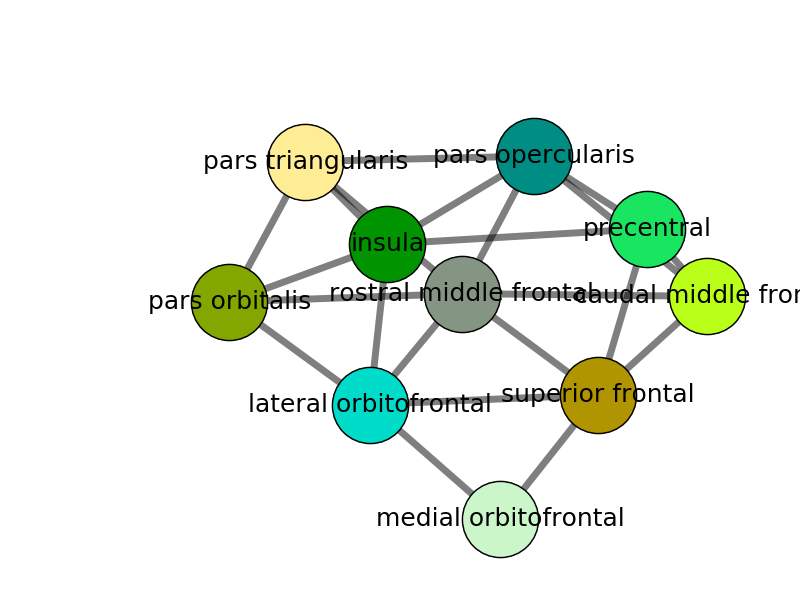 pars opercularis
pars triangularis
precentral
insula
rostral middle frontal
caudal middle fron
pars orbitalis
superior frontal
lateral orbitofrontal
medial orbitofrontal